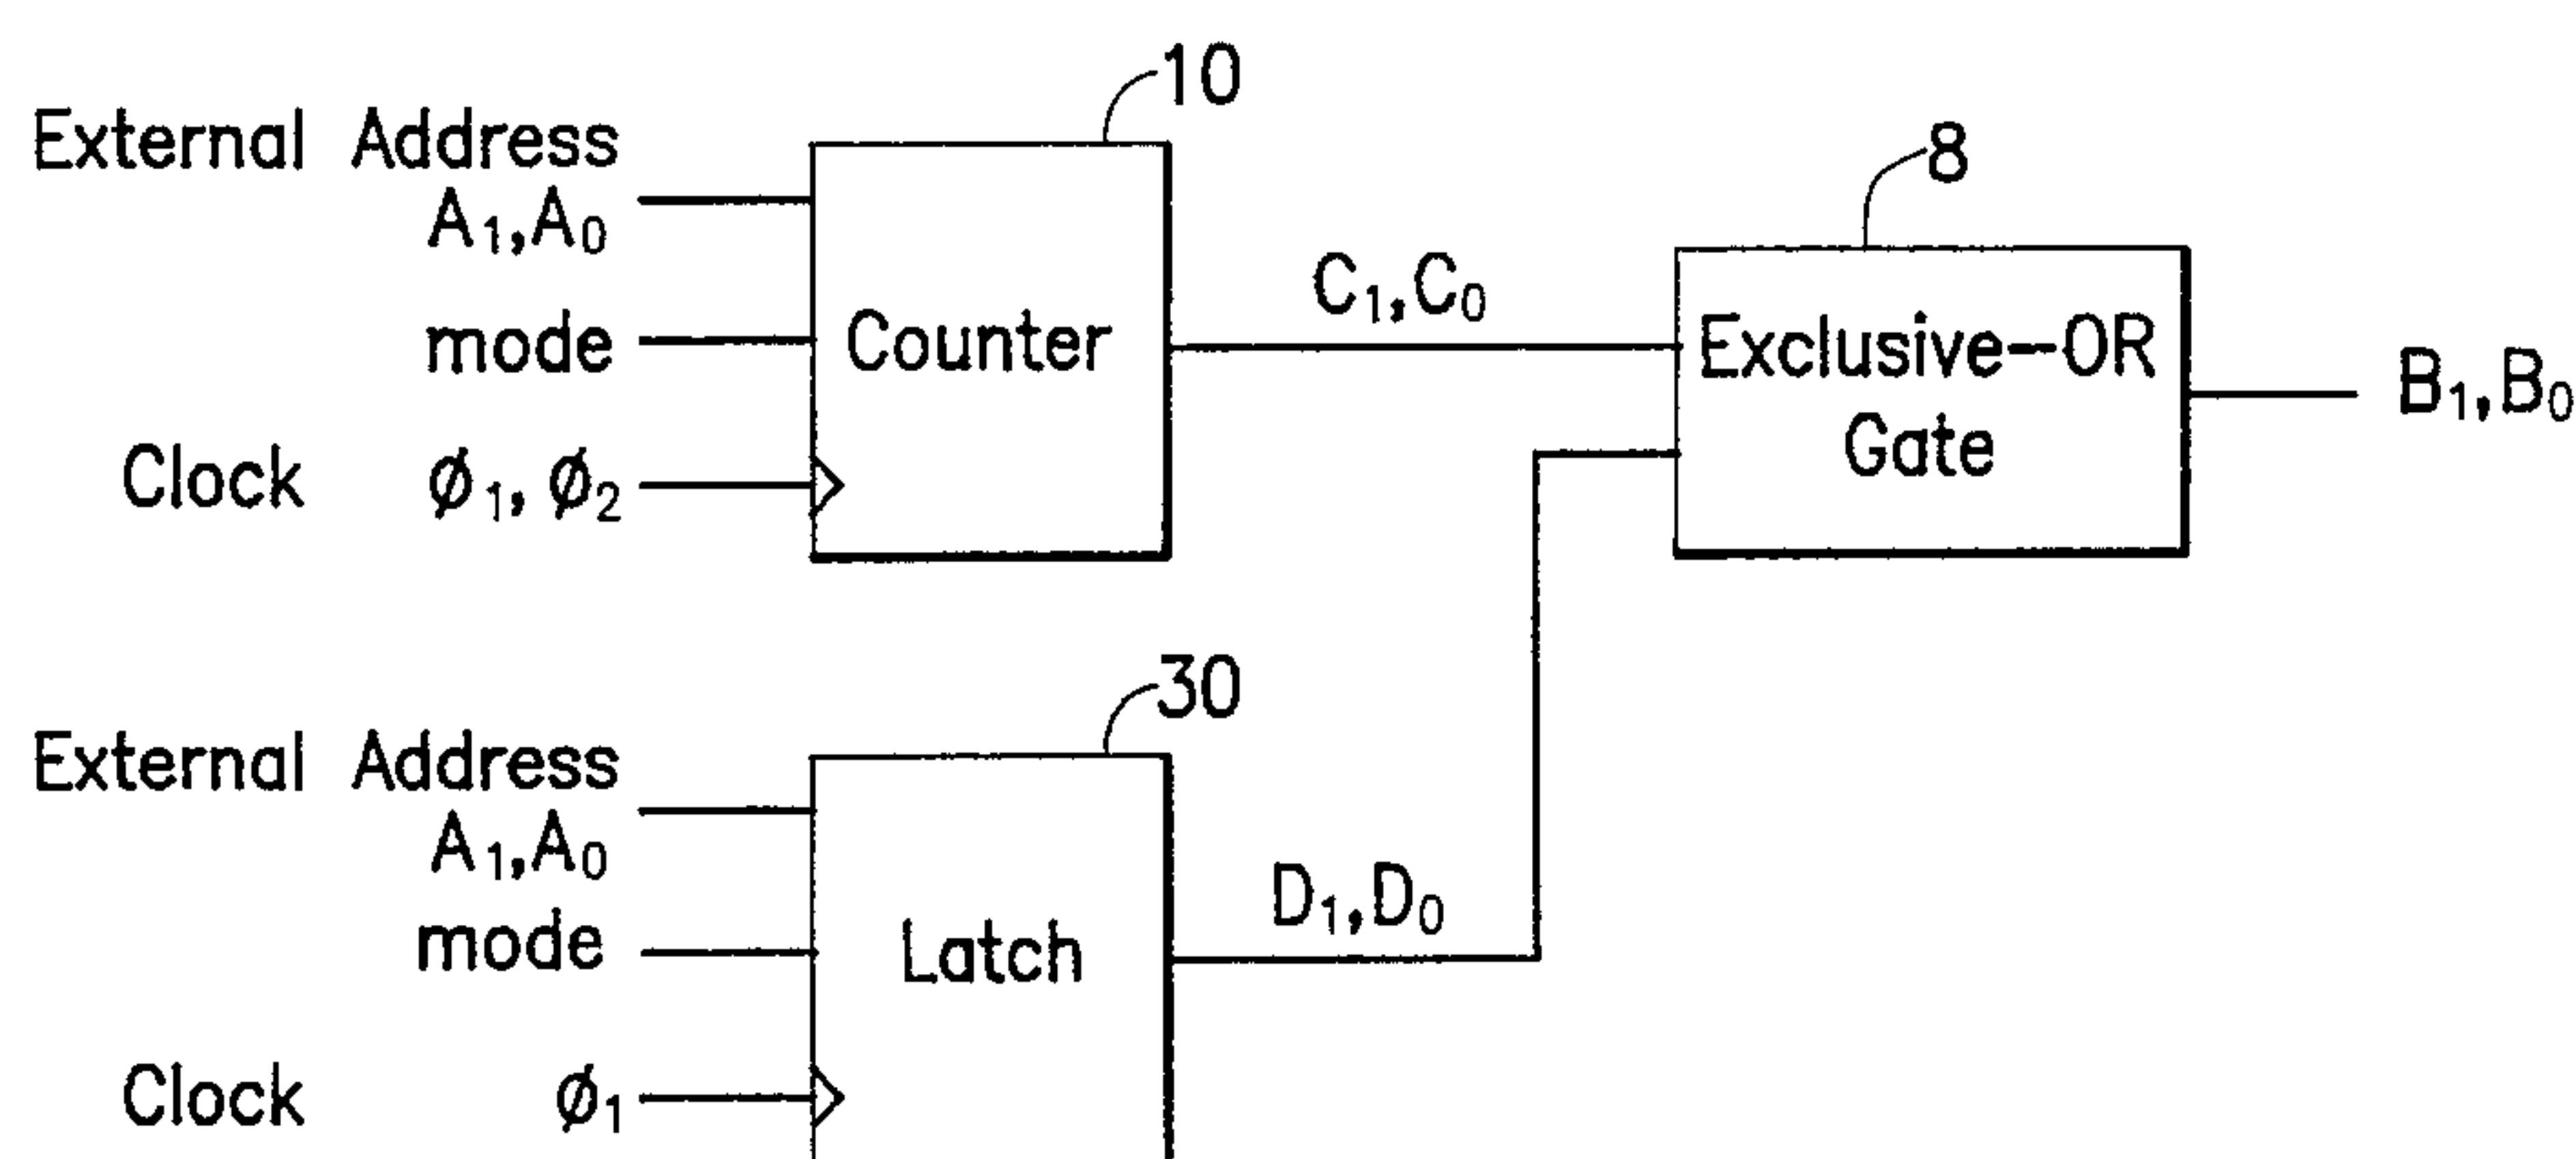 10
External Address
A₁,A₀
mode
Counter
Clock ϕ₁, ϕ₂
C₁,C₀
8
Exclusive-OR
Gate
B₁,B₀
30
External Address
A₁,A₀
mode
Latch
Clock ϕ₁
D₁,D₀